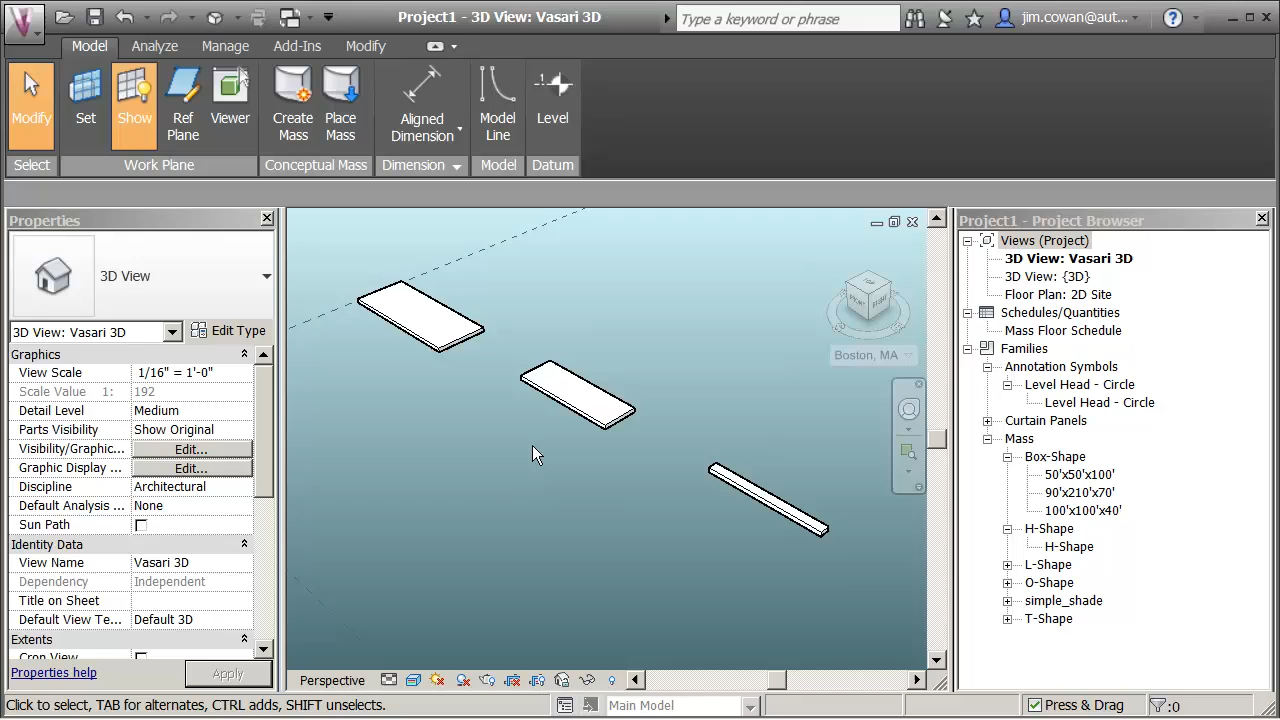 Project1 - 3D View: Vasari 3D
Type a keyword or phrase
jim.cowan@aut...
Model
Analyze
Manage
Add-Ins
Modify
Modify
Set
Show
Ref
Plane
Viewer
Create
Mass
Place
Mass
Aligned
Dimension
Model
Line
Level
Select
Work Plane
Conceptual Mass
Dimension
Model
Datum
Properties
3D View
3D View: Vasari 3D
Edit Type
Graphics
View Scale 1/16" = 1'-0"
Scale Value 1: 192
Detail Level Medium
Parts Visibility Show Original
Visibility/Graphic... Edit...
Graphic Display ... Edit...
Discipline Architectural
Default Analysis ... None
Sun Path
Identity Data
View Name Vasari 3D
Dependency Independent
Title on Sheet
Default View Te... Default 3D
Extents
Crop View
Properties help
Apply
TOP
FRONT
RIGHT
Boston, MA
Perspective
Project1 - Project Browser
Views (Project)
3D View: Vasari 3D
3D View: {3D}
Floor Plan: 2D Site
Schedules/Quantities
Mass Floor Schedule
Families
Annotation Symbols
Level Head - Circle
Level Head - Circle
Curtain Panels
Mass
Box-Shape
50'x50'x100'
90'x210'x70'
100'x100'x40'
H-Shape
H-Shape
L-Shape
O-Shape
simple_shade
T-Shape
Click to select, TAB for alternates, CTRL adds, SHIFT unselects.
Main Model
Press & Drag
:0